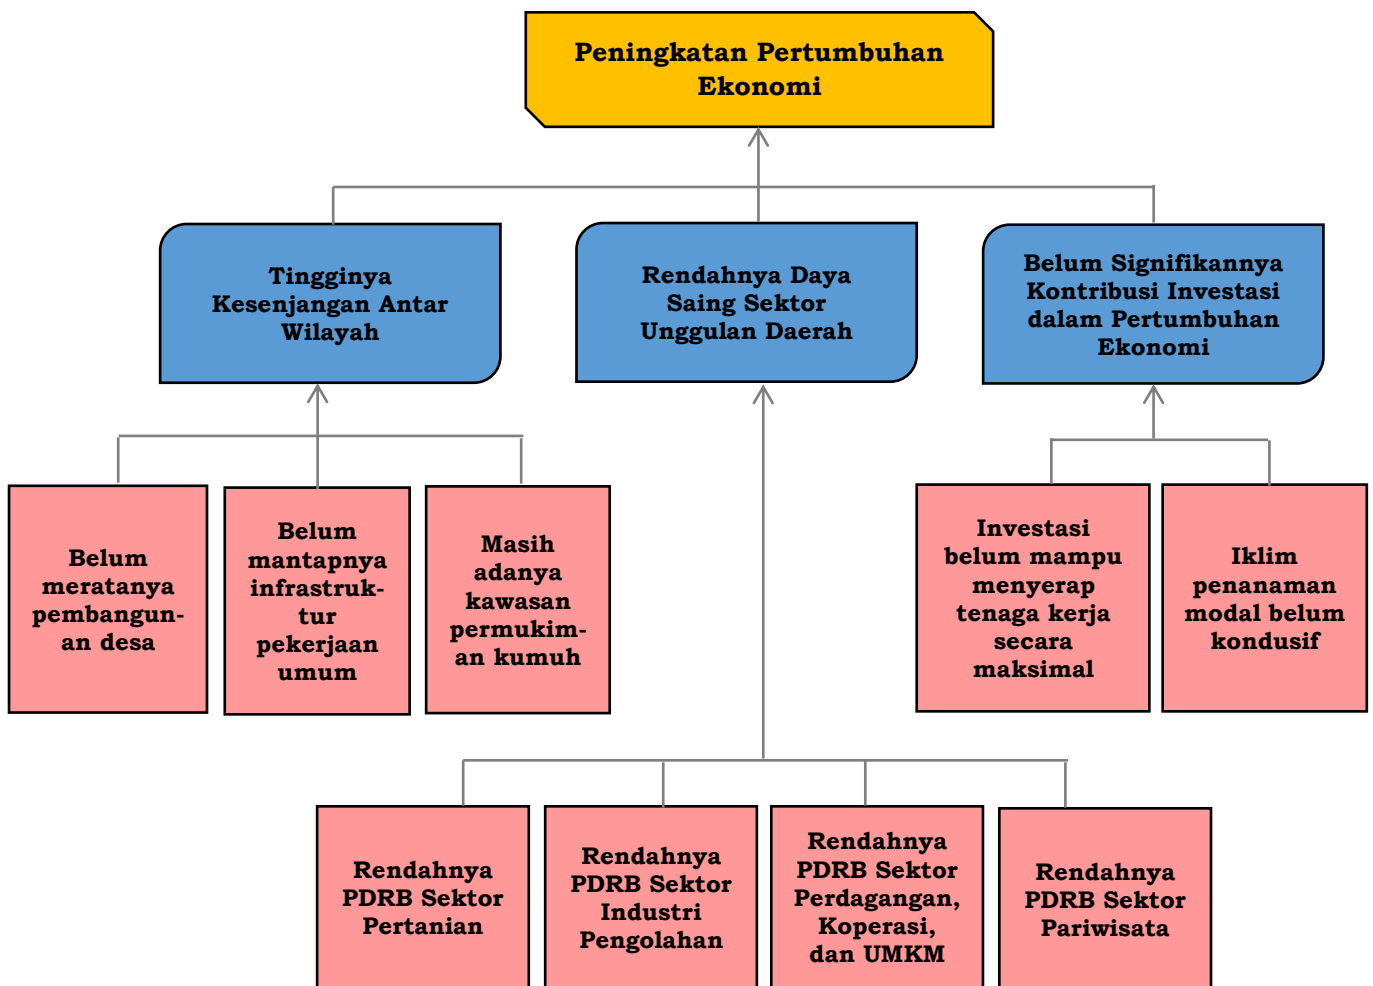 Peningkatan Pertumbuhan
Ekonomi
Tingginya
Kesenjangan Antar
Wilayah
Rendahnya Daya
Saing Sektor
Unggulan Daerah
Belum Signifikannya
Kontribusi Investasi
dalam Pertumbuhan
Ekonomi
Belum
meratanya
pembangun-
an desa
Belum
mantapnya
infrastruk-
tur
pekerjaan
umum
Masih
adanya
kawasan
permukim-
an kumuh
Investasi
belum mampu
menyerap
tenaga kerja
secara
maksimal
Iklim
penanaman
modal belum
kondusif
Rendahnya
PDRB Sektor
Pertanian
Rendahnya
PDRB Sektor
Industri
Pengolahan
Rendahnya
PDRB Sektor
Perdagangan,
Koperasi,
dan UMKM
Rendahnya
PDRB Sektor
Pariwisata